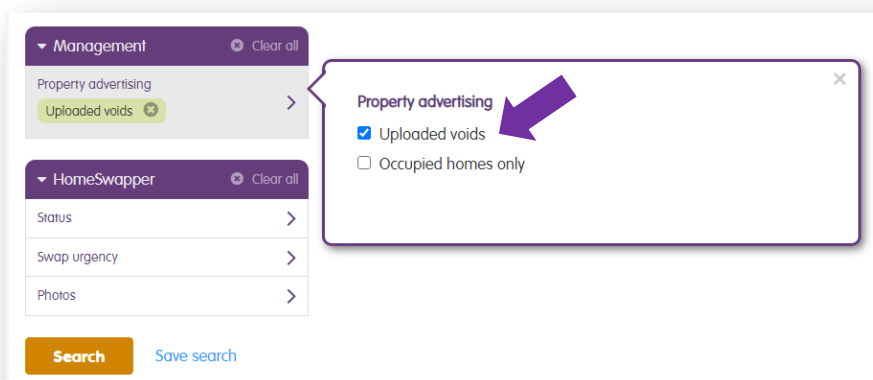 Management
Clear all
Property advertising
Uploaded voids
HomeSwapper
Clear all
Status
Swap urgency
Photos
Search
Save search
Property advertising
Uploaded voids
Occupied homes only